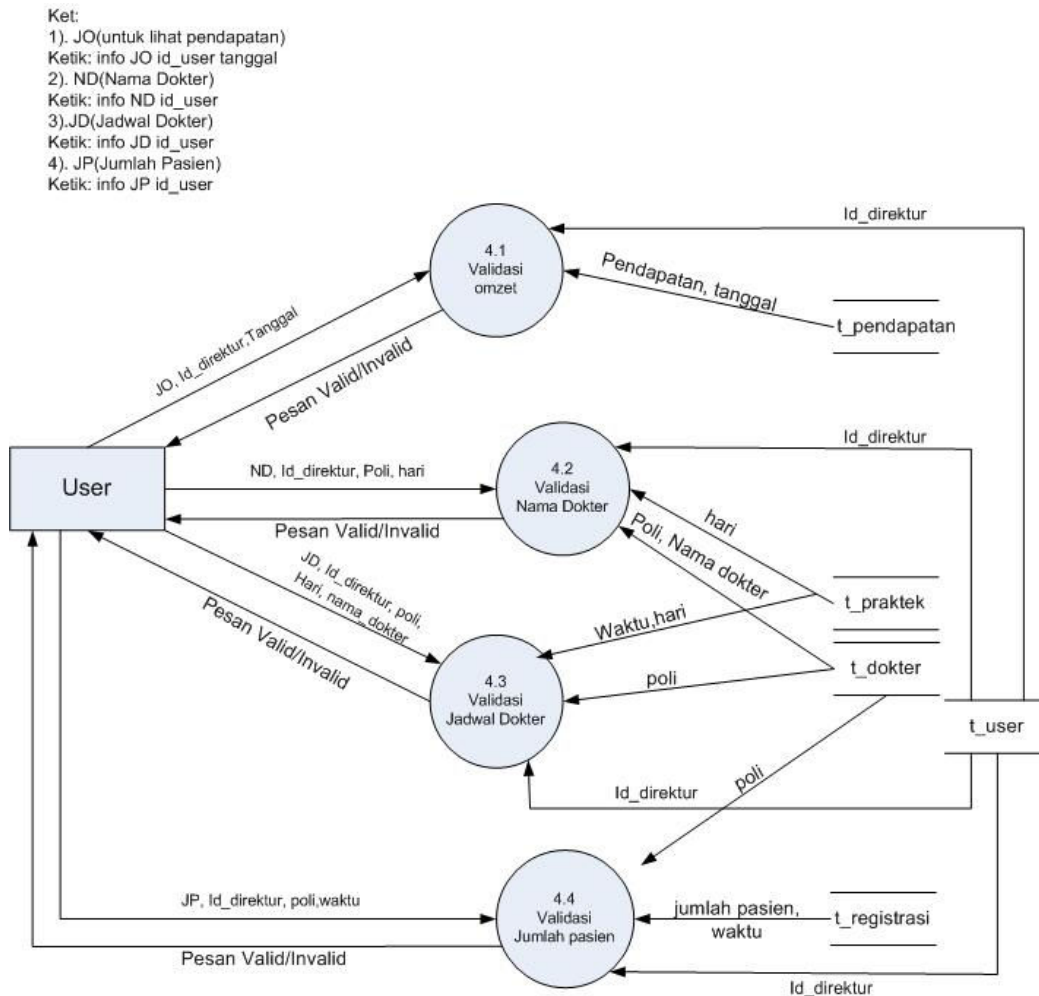 Ket:
1). JO(untuk lihat pendapatan)
Ketik: info JO id_user tanggal
2). ND(Nama Dokter)
Ketik: info ND id_user
3).JD(Jadwal Dokter)
Ketik: info JD id_user
4). JP(Jumlah Pasien)
Ketik: info JP id_user
Id_direktur
4.1
Validasi
omzet
Pendapatan, tanggal
t_pendapatan
JO, Id_direktur,Tanggal
Pesan Valid/Invalid
User
ND, Id_direktur, Poli, hari
Pesan Valid/Invalid
4.2
Validasi
Nama Dokter
Id_direktur
hari
Poli, Nama dokter
t_praktek
t_dokter
JD, Id_direktur, poli,
Hari, nama_dokter
Pesan Valid/Invalid
Waktu,hari
poli
4.3
Validasi
Jadwal Dokter
t_user
Id_direktur
poli
JP, Id_direktur, poli,waktu
Pesan Valid/Invalid
4.4
Validasi
Jumlah pasien
jumlah pasien,
waktu
t_registrasi
Id_direktur